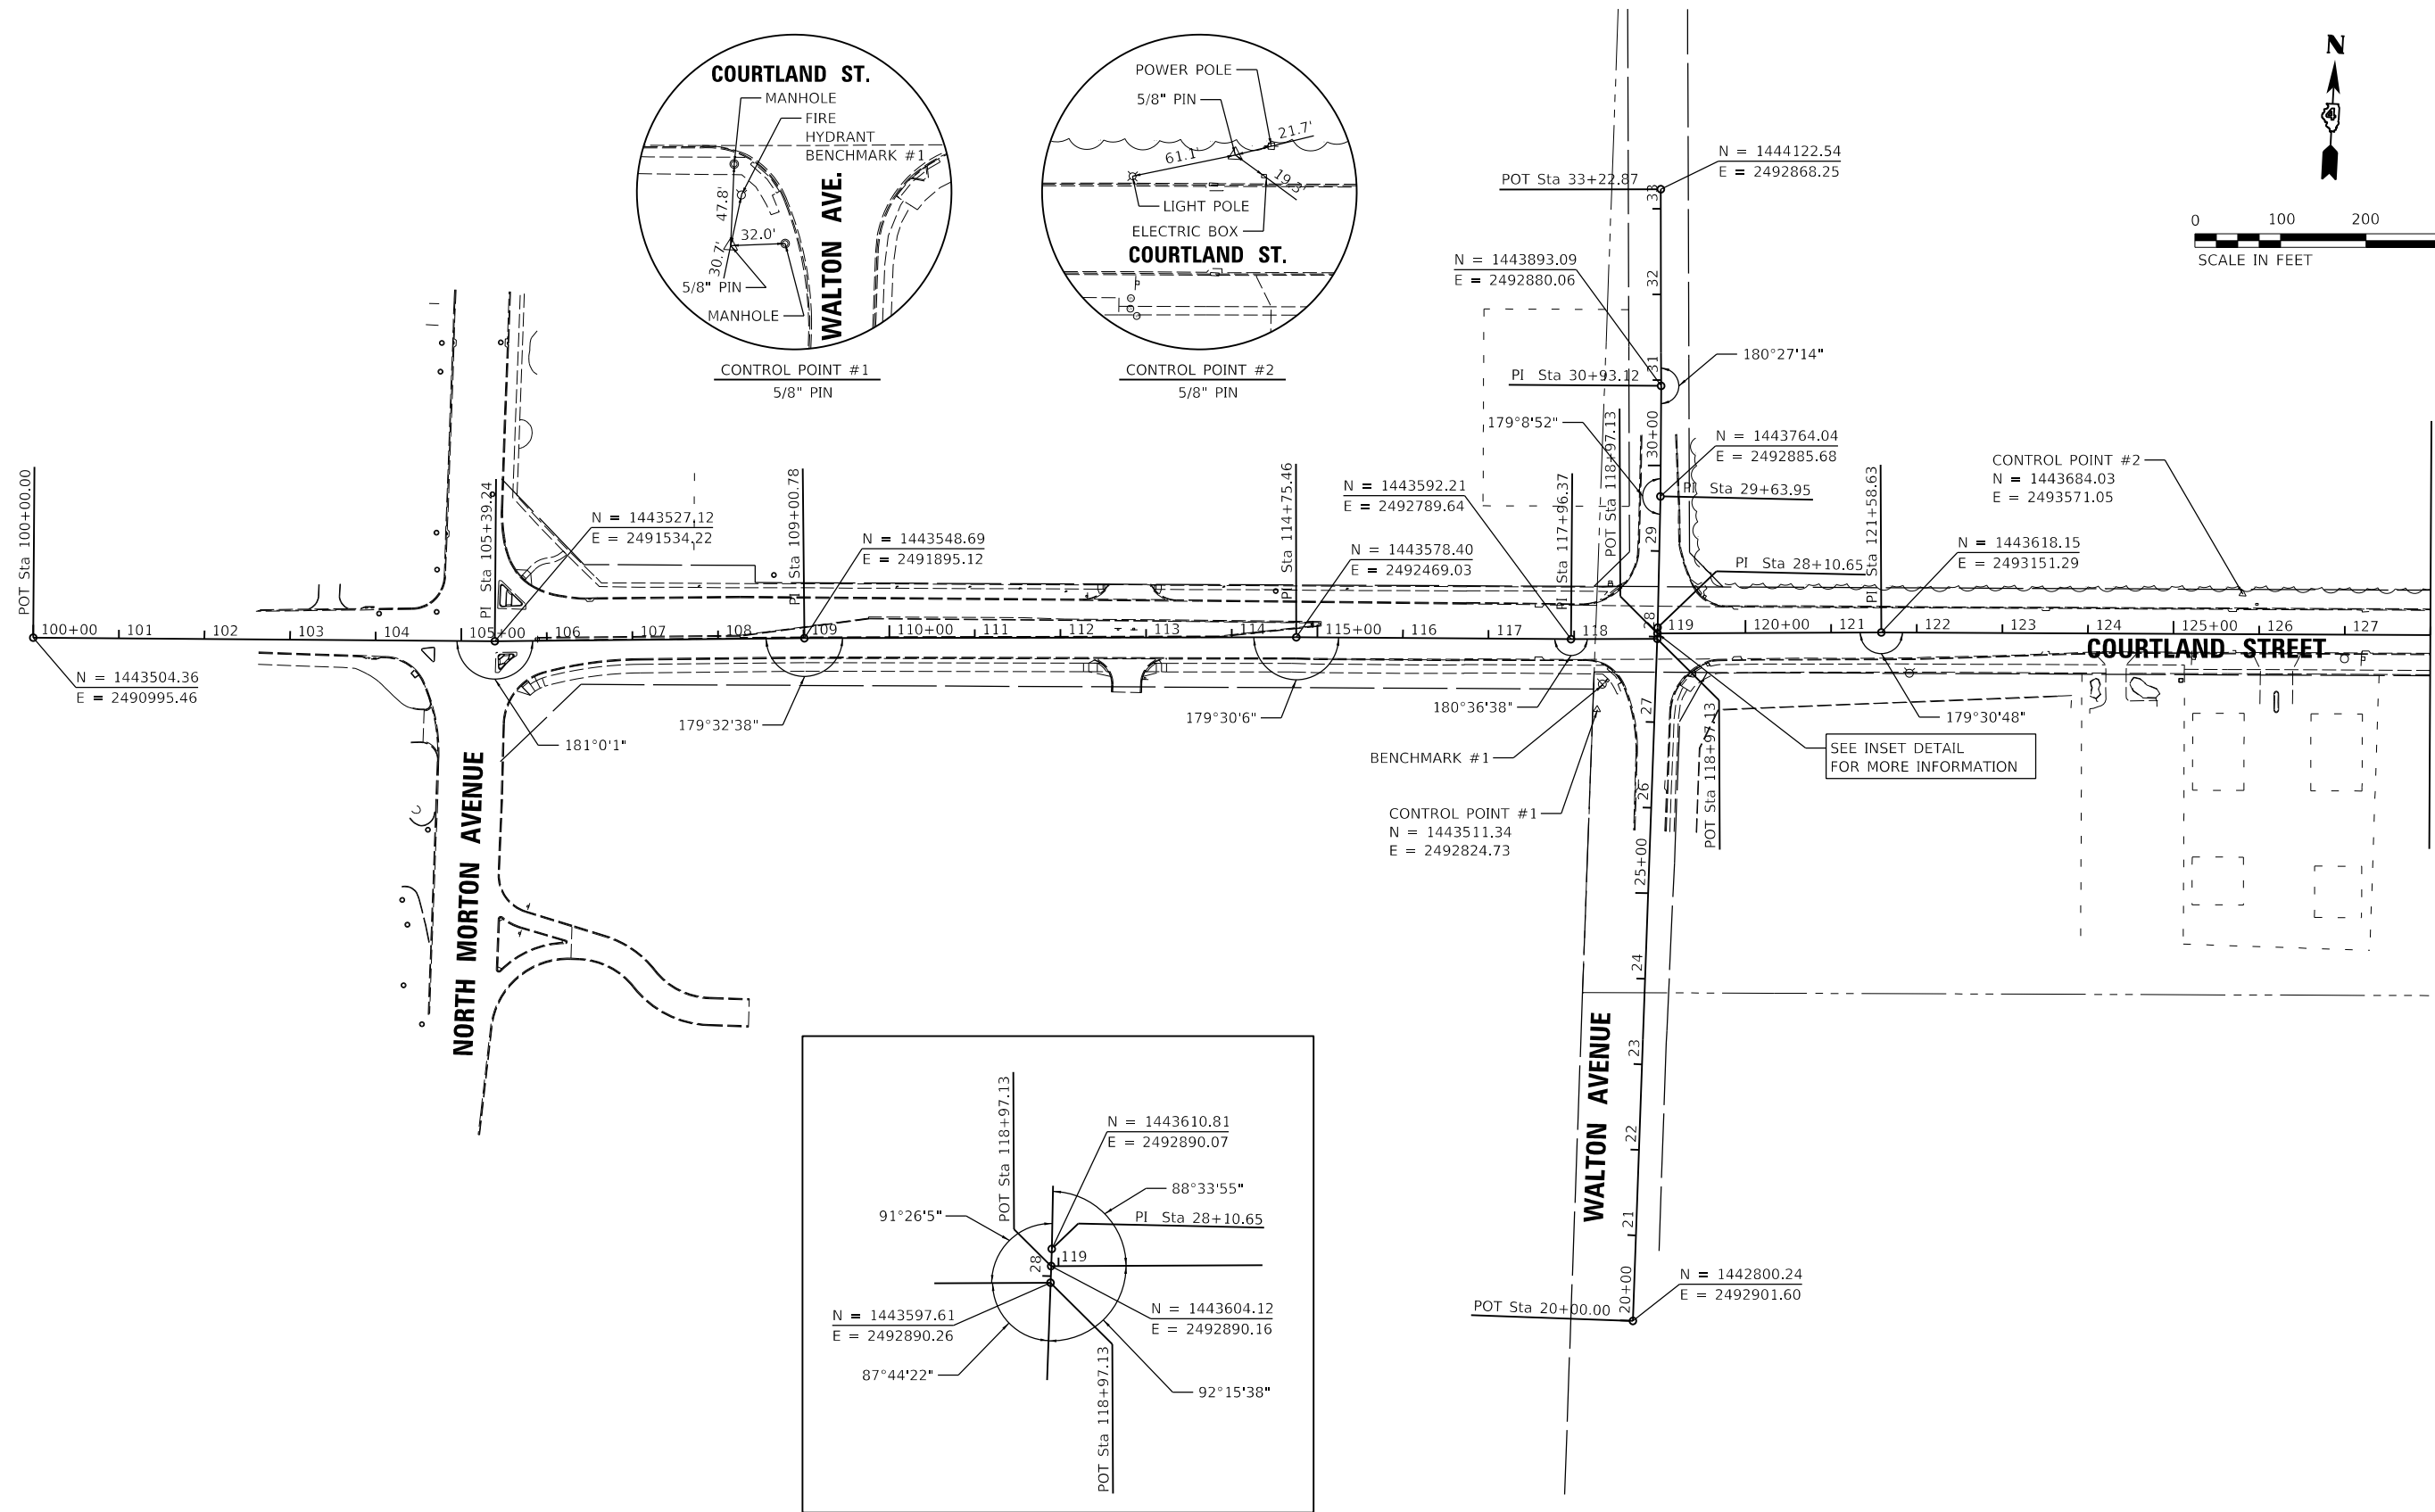 COURTLAND ST.
MANHOLE
FIRE
HYDRANT
BENCHMARK #1
47.8'
32.0'
30.7'
5/8" PIN
MANHOLE
WALTON AVE.
CONTROL POINT #1
5/8" PIN
POWER POLE
5/8" PIN
21.7'
61.1'
19.3'
LIGHT POLE
ELECTRIC BOX
COURTLAND ST.
CONTROL POINT #2
5/8" PIN
N
4
0 100 200
SCALE IN FEET
N = 1444122.54
E = 2492868.25
POT Sta 33+22.87
33
N = 1443893.09
E = 2492880.06
32
31
PI Sta 30+93.12
180°27'14"
179°8'52"
30+00
N = 1443764.04
E = 2492885.68
PI Sta 29+63.95
29
PI Sta 28+10.65
28
CONTROL POINT #2
N = 1443684.03
E = 2493571.05
POT Sta 100+00.00
PI Sta 105+39.24
N = 1443527.12
E = 2491534.22
PI Sta 109+00.78
N = 1443548.69
E = 2491895.12
PI Sta 114+75.46
N = 1443592.21
E = 2492789.64
N = 1443578.40
E = 2492469.03
PI Sta 117+96.37
POT Sta 118+97.13
PI Sta 121+58.63
N = 1443618.15
E = 2493151.29
100+00 101 102 103 104 105+00 106 107 108 109 110+00 111 112 113 114 115+00 116 117 118 119 120+00 121 122 123 124 125+00 126 127
COURTLAND STREET
P
P
N = 1443504.36
E = 2490995.46
181°0'1"
179°32'38"
179°30'6"
180°36'38"
179°30'48"
BENCHMARK #1
SEE INSET DETAIL
FOR MORE INFORMATION
CONTROL POINT #1
N = 1443511.34
E = 2492824.73
POT Sta 118+97.13
27
26
25+00
24
23
22
21
20+00
NORTH MORTON AVENUE
WALTON AVENUE
N = 1442800.24
E = 2492901.60
POT Sta 20+00.00
POT Sta 118+97.13
N = 1443610.81
E = 2492890.07
88°33'55"
91°26'5"
PI Sta 28+10.65
119
28
N = 1443597.61
E = 2492890.26
N = 1443604.12
E = 2492890.16
87°44'22"
92°15'38"
POT Sta 118+97.13